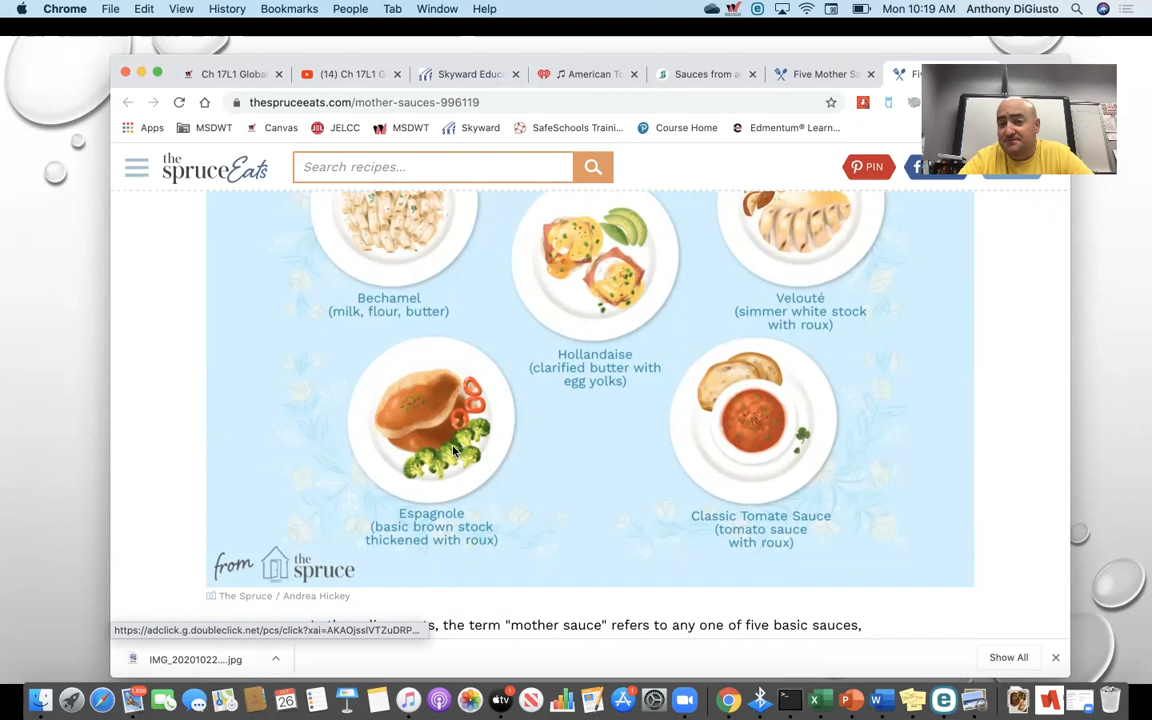 Chrome File Edit View History Bookmarks People Tab Window Help Mon 10:19 AM Anthony DiGiusto
Ch 17L1 Global
(14) Ch 17L1 G
Skyward Educ
American To
Sauces from a
Five Mother Sa
Fiv
thespruceeats.com/mother-sauces-996119
Apps MSDWT Canvas JELCC MSDWT Skyward SafeSchools Traini... Course Home Edmentum® Learn...
the
spruceEats
Search recipes...
PIN
Bechamel
(milk, flour, butter)
Velouté
(simmer white stock
with roux)
Hollandaise
(clarified butter with
egg yolks)
Espagnole
(basic brown stock
thickened with roux)
Classic Tomate Sauce
(tomato sauce
with roux)
from the
spruce
The Spruce / Andrea Hickey
, the term "mother sauce" refers to any one of five basic sauces,
https://adclick.g.doubleclick.net/pcs/click?xai=AKAOjsslVTZuDRP...
IMG_20201022....jpg
Show All
OCT
26